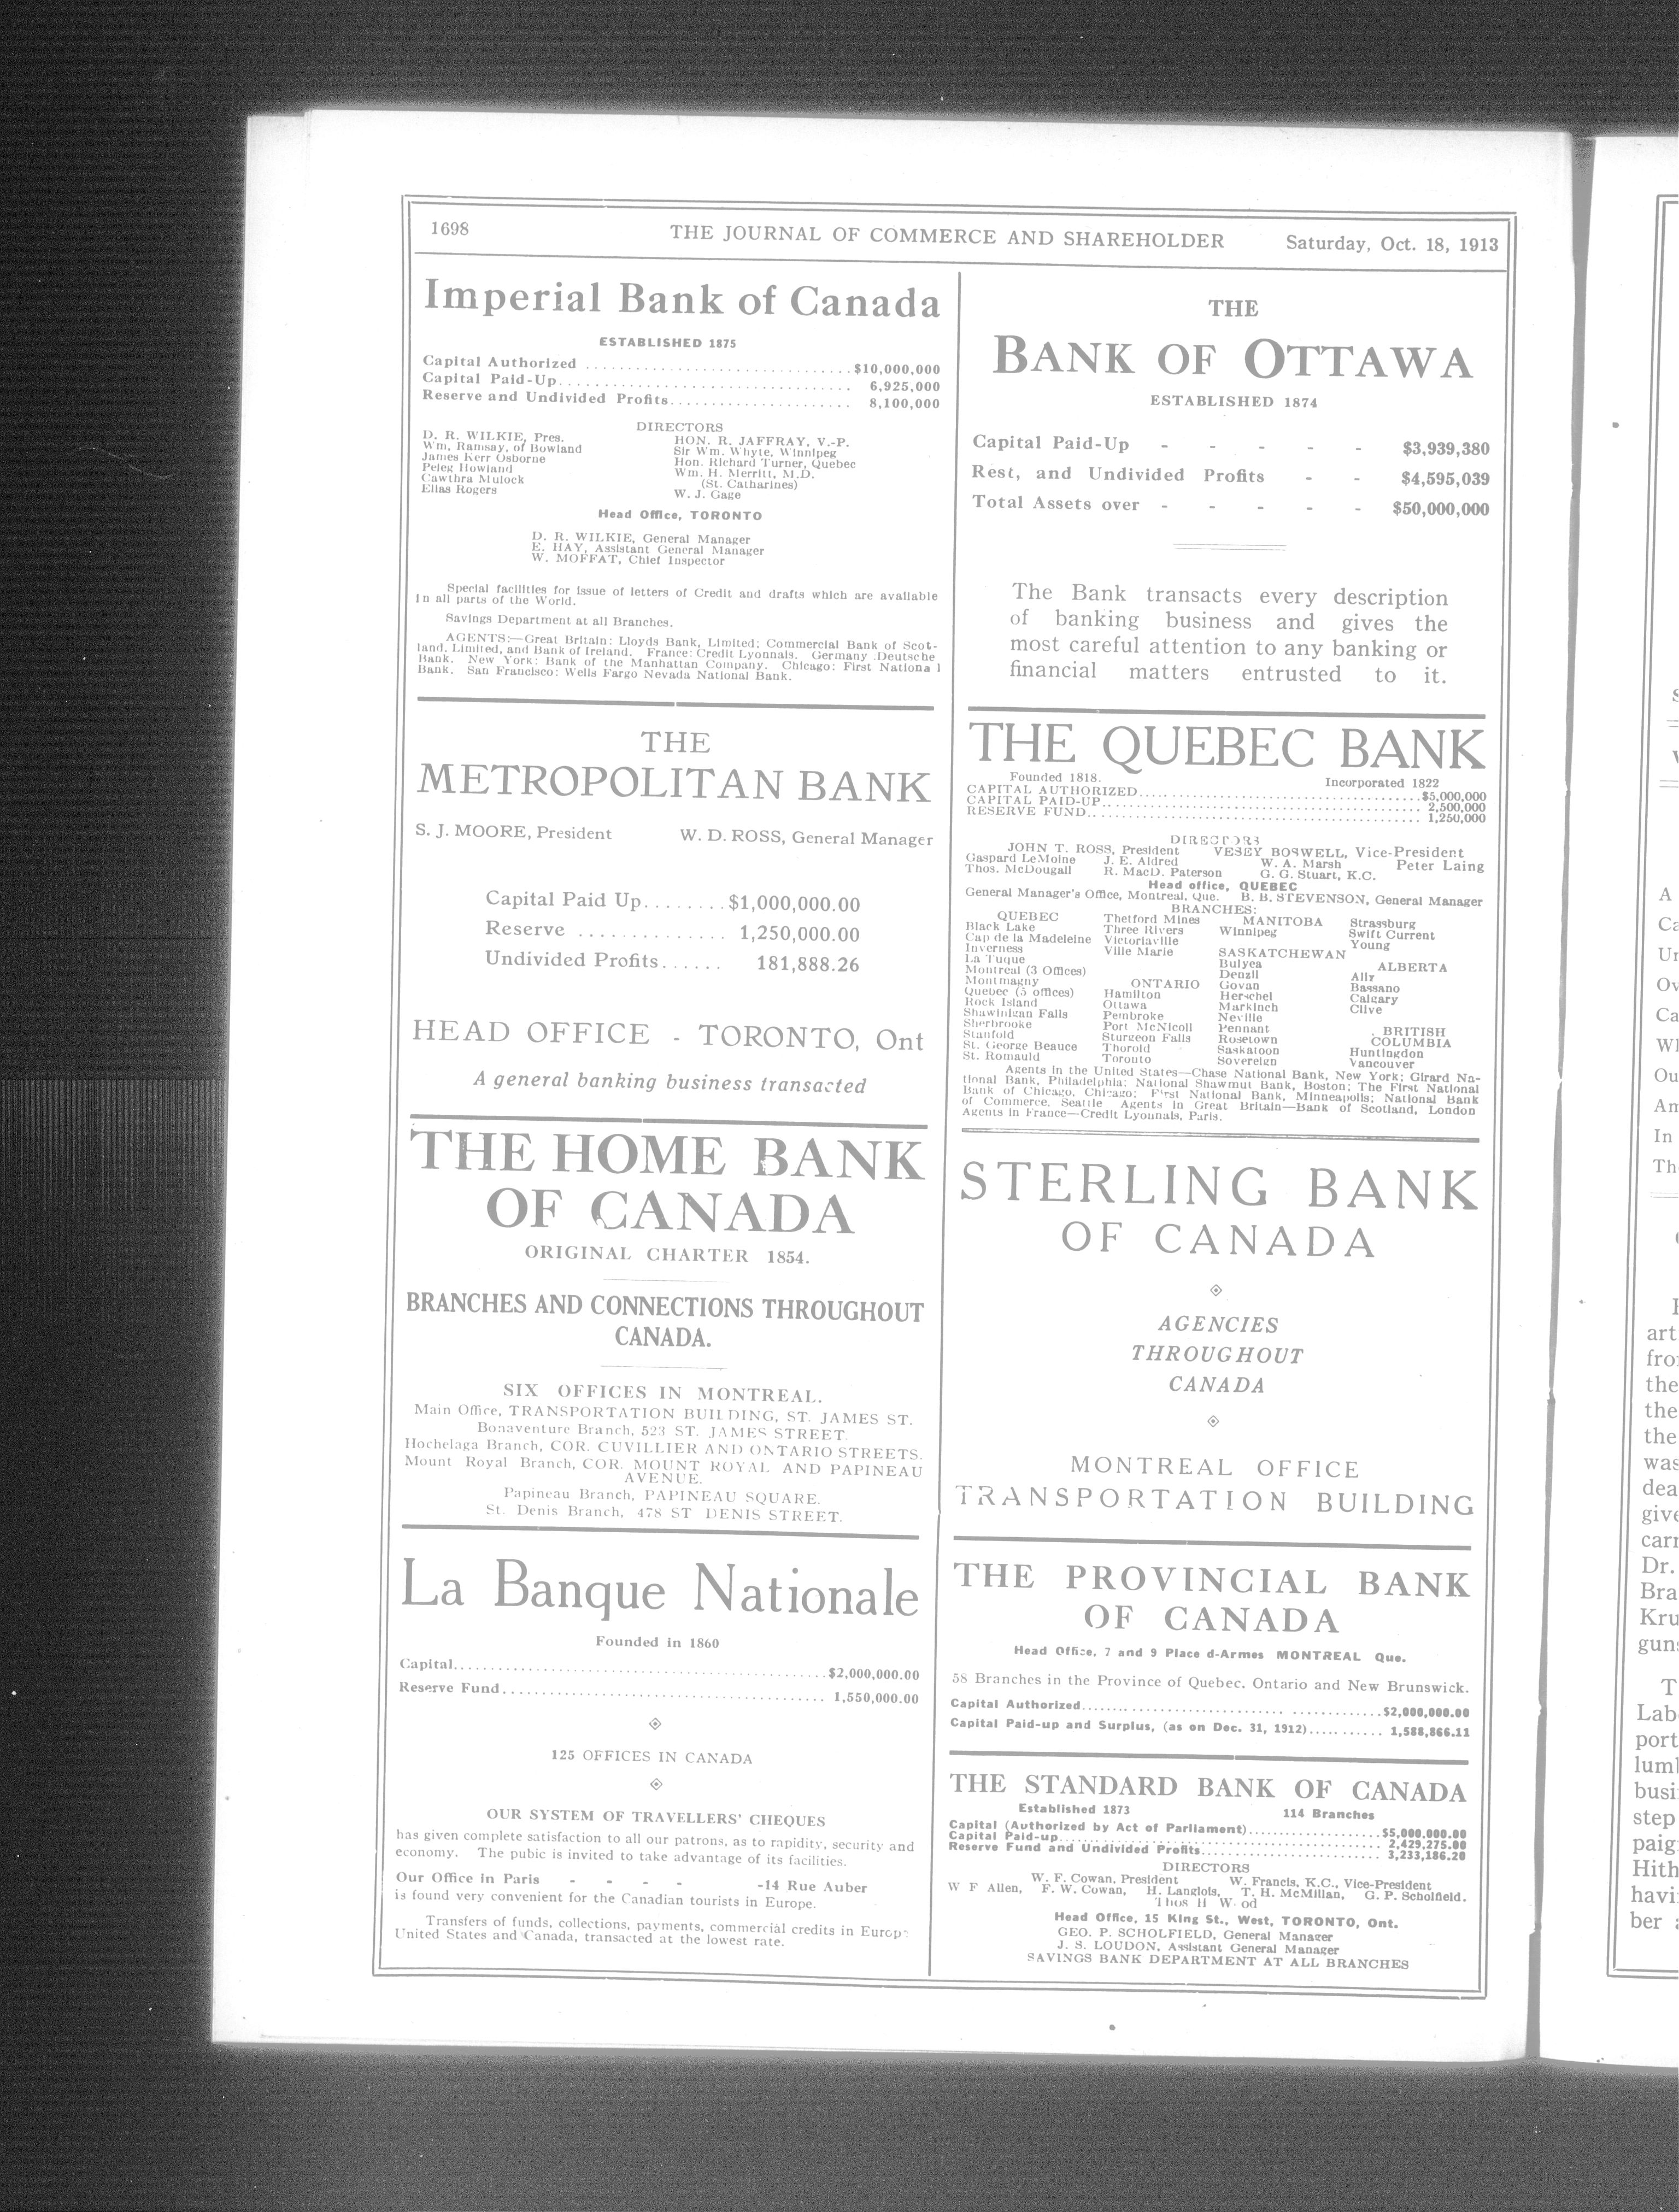 1698 THE JOURNAL OF COMMERCE AND SHAREHOLDER Saturday, Oct. 18, 1913
Imperial Bank of Canada
ESTABLISHED 1875
Capital Authorized ..............................$10,000,000
Capital Paid-Up................................. 6,925,000
Reserve and Undivided Profits..................... 8,100,000
DIRECTORS
D. R. WILKIE, Pres. HON. R. JAFFRAY, V.-P.
Wm, Ramsay, of Bowland Sir Wm. Whyte, Winnipeg
James Kerr Osborne Hon. Richard Turner, Quebec
Peleg Howland Wm. H. Merritt, M.D.
Cawthra Mulock (St. Catharines)
Elias Rogers W. J. Gage
Head Office, TORONTO
D. R. WILKIE, General Manager
E. HAY, Assistant General Manager
W. MOFFAT, Chief Inspector
Special facilities for issue of letters of Credit and drafts which are available
in all parts of the World.
Savings Department at all Branches.
AGENTS:—Great Britain: Lloyds Bank, Limited; Commercial Bank of Scot-
land, Limited, and Bank of Ireland. France: Credit Lyonnais. Germany .Deutsche
Bank. New York: Bank of the Manhattan Company. Chicago: First Nationa l
Bank. San Francisco: Wells Fargo Nevada National Bank.
THE
METROPOLITAN BANK
S. J. MOORE, President W. D. ROSS, General Manager
Capital Paid Up........$1,000,000.00
Reserve .............. 1,250,000.00
Undivided Profits...... 181,888.26
HEAD OFFICE - TORONTO, Ont
A general banking business transacted
THE HOME BANK
OF CANADA
ORIGINAL CHARTER 1854.
BRANCHES AND CONNECTIONS THROUGHOUT
CANADA.
SIX OFFICES IN MONTREAL.
Main Office, TRANSPORTATION BUILDING, ST. JAMES ST.
Bonaventure Branch, 523 ST. JAMES STREET.
Hochelaga Branch, COR. CUVILLIER AND ONTARIO STREETS.
Mount Royal Branch, COR. MOUNT ROYAL AND PAPINEAU
AVENUE.
Papineau Branch, PAPINEAU SQUARE.
St. Denis Branch, 478 ST DENIS STREET.
La Banque Nationale
Founded in 1860
Capital..........................................$2,000,000.00
Reserve Fund.................................... 1,550,000.00
125 OFFICES IN CANADA
OUR SYSTEM OF TRAVELLERS' CHEQUES
has given complete satisfaction to all our patrons, as to rapidity, security and
economy. The pubic is invited to take advantage of its facilities.
Our Office in Paris - - - - -14 Rue Auber
is found very convenient for the Canadian tourists in Europe.
Transfers of funds, collections, payments, commercial credits in Europ:
United States and Canada, transacted at the lowest rate.
THE
BANK OF OTTAWA
ESTABLISHED 1874
Capital Paid-Up - - - - - $3,939,380
Rest, and Undivided Profits - - $4,595,039
Total Assets over - - - - - $50,000,000
The Bank transacts every description
of banking business and gives the
most careful attention to any banking or
financial matters entrusted to it.
THE QUEBEC BANK
Founded 1818. Incorporated 1822
CAPITAL AUTHORIZED.......................................$5,000,000
CAPITAL PAID-UP............................................ 2,500,000
RESERVE FUND.............................................. 1,250,000
DIRECTORS
JOHN T. ROSS, President VESEY BOSWELL, Vice-President
Gaspard LeMoine J. E. Aldred W. A. Marsh Peter Laing
Thos. McDougall R. MacD. Paterson G. G. Stuart, K.C.
Head office, QUEBEC
General Manager's Office, Montreal, Que. B. B. STEVENSON, General Manager
BRANCHES:
QUEBEC
Black Lake
Cap de la Madeleine
Inverness
La Tuque
Montreal (3 Offices)
Montmagny
Quebec (5 offices)
Rock Island
Shawinigan Falls
Sherbrooke
Stanfold
St. George Beauce
St. Romauld
Thetford Mines
Three Rivers
Victoriaville
Ville Marie
ONTARIO
Hamilton
Ottawa
Pembroke
Port McNicoll
Sturgeon Falls
Thorold
Toronto
MANITOBA
Winnipeg
SASKATCHEWAN
Bulyea
Denzil
Govan
Herschel
Markinch
Neville
Pennant
Rosetown
Saskatoon
Sovereign
Strassburg
Swift Current
Young
ALBERTA
Alix
Bassano
Calgary
Clive
BRITISH
COLUMBIA
Huntingdon
Vancouver
Agents in the United States—Chase National Bank, New York; Girard Na-
tional Bank, Philadelphia; National Shawmut Bank, Boston; The First National
Bank of Chicago, Chicago; First National Bank, Minneapolis; National Bank
of Commerce, Seattle Agents in Great Britain—Bank of Scotland, London
Agents in France—Credit Lyonnais, Paris.
STERLING BANK
OF CANADA
AGENCIES
THROUGHOUT
CANADA
MONTREAL OFFICE
TRANSPORTATION BUILDING
THE PROVINCIAL BANK
OF CANADA
Head Office, 7 and 9 Place d-Armes MONTREAL Que.
58 Branches in the Province of Quebec. Ontario and New Brunswick.
Capital Authorized.................................................$2,000,000.00
Capital Paid-up and Surplus, (as on Dec. 31, 1912)........... 1,588,866.11
THE STANDARD BANK OF CANADA
Established 1873 114 Branches
Capital (Authorized by Act of Parliament)...................$5,000,000.00
Capital Paid-up.............................................. 2,429,275.00
Reserve Fund and Undivided Profits.......................... 3,233,186.20
DIRECTORS
W. F. Cowan, President W. Francis, K.C., Vice-President
W F Allen, F. W. Cowan, H. Langlois, T. H. McMillan, G. P. Scholfield.
Thos H W od
Head Office, 15 King St., West, TORONTO, Ont.
GEO. P. SCHOLFIELD, General Manager
J. S. LOUDON, Assistant General Manager
SAVINGS BANK DEPARTMENT AT ALL BRANCHES